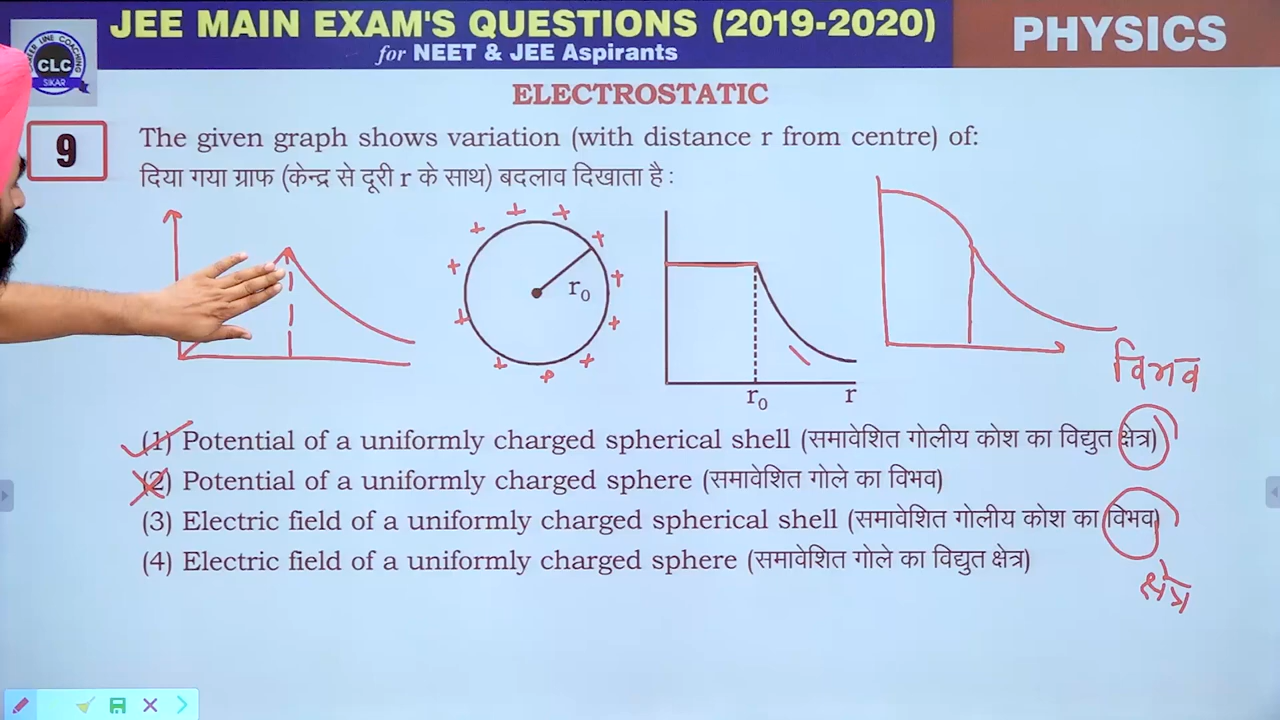 JEE MAIN EXAM'S QUESTIONS (2019-2020)
for NEET & JEE Aspirants
PHYSICS
CLC
SIKAR
ELECTROSTATIC
9
The given graph shows variation (with distance r from centre) of:
दिया गया ग्राफ (केन्द्र से दूरी r के साथ) बदलाव दिखाता है :
r₀
r₀
r
विभव
(1) Potential of a uniformly charged spherical shell (समावेशित गोलीय कोश का विद्युत क्षेत्र)
(2) Potential of a uniformly charged sphere (समावेशित गोले का विभव)
(3) Electric field of a uniformly charged spherical shell (समावेशित गोलीय कोश का विभव)
(4) Electric field of a uniformly charged sphere (समावेशित गोले का विद्युत क्षेत्र)
क्षेत्र